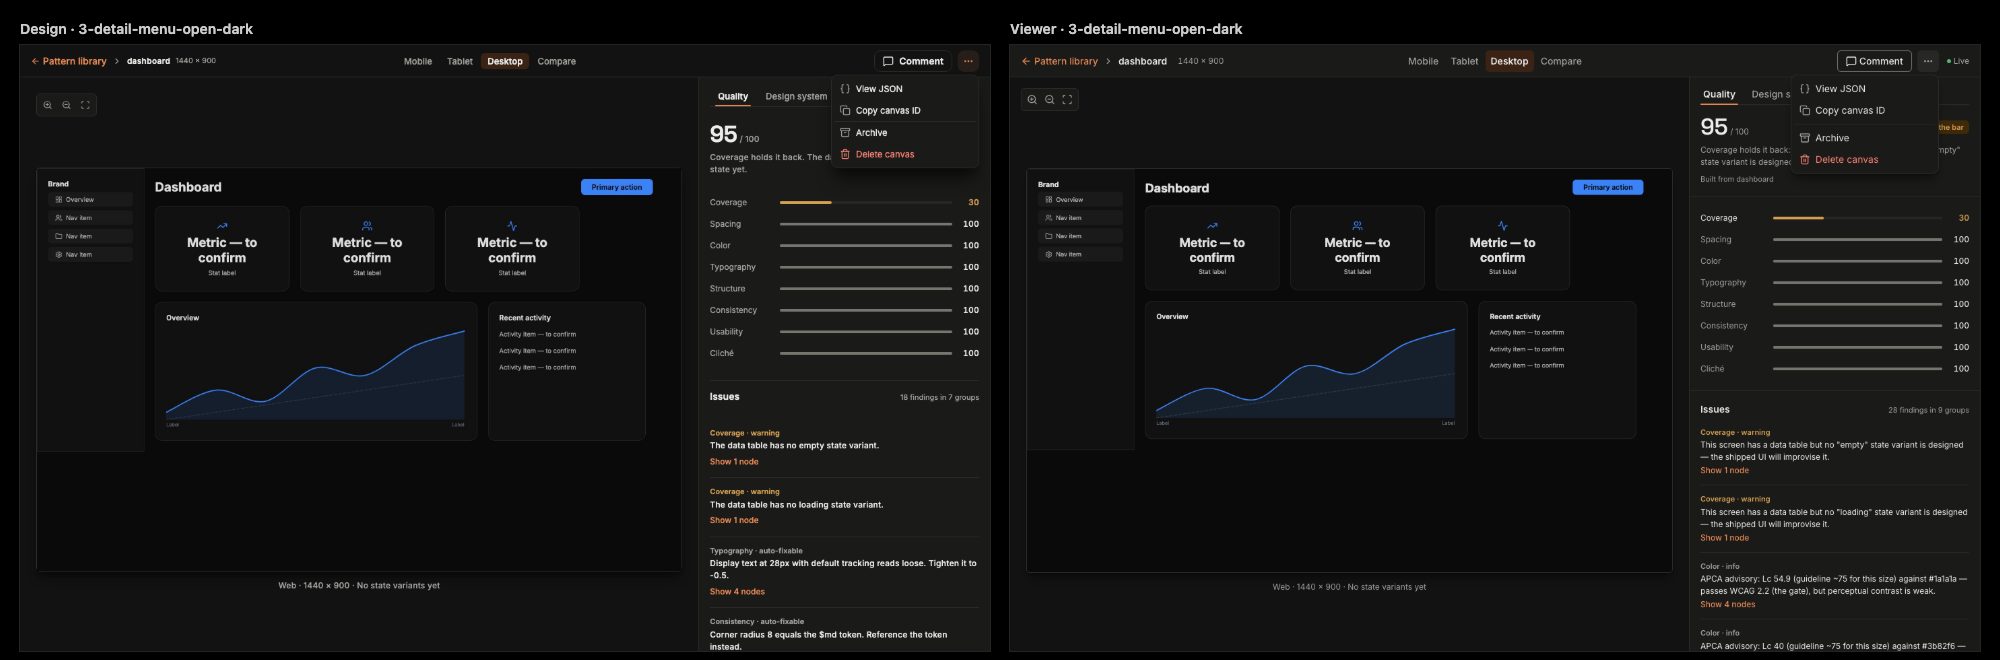 Design · 3-detail-menu-open-dark
← Pattern library > dashboard 1440 × 900
Mobile Tablet Desktop Compare
Comment
Quality Design system
View JSON
Copy canvas ID
Archive
Delete canvas
95 / 100
Coverage holds it back. The da
state yet.
Brand
Overview
Nav item
Nav item
Nav item
Dashboard
Primary action
Metric — to
confirm
Stat label
Metric — to
confirm
Stat label
Metric — to
confirm
Stat label
Overview
Label
Label
Recent activity
Activity item — to confirm
Activity item — to confirm
Activity item — to confirm
Web · 1440 × 900 · No state variants yet
Coverage 30
Spacing 100
Color 100
Typography 100
Structure 100
Consistency 100
Usability 100
Cliché 100
Issues 18 findings in 7 groups
Coverage · warning
The data table has no empty state variant.
Show 1 node
Coverage · warning
The data table has no loading state variant.
Show 1 node
Typography · auto-fixable
Display text at 28px with default tracking reads loose. Tighten it to
-0.5.
Show 4 nodes
Consistency · auto-fixable
Corner radius 8 equals the $md token. Reference the token
instead.
Viewer · 3-detail-menu-open-dark
← Pattern library > dashboard 1440 × 900
Mobile Tablet Desktop Compare
Comment
Live
Quality Design s
View JSON
Copy canvas ID
Archive
Delete canvas
95 / 100
the bar
Coverage holds it back. mpty"
state variant is designed
Built from dashboard
Brand
Overview
Nav item
Nav item
Nav item
Dashboard
Primary action
Metric — to
confirm
Stat label
Metric — to
confirm
Stat label
Metric — to
confirm
Stat label
Overview
Label
Label
Recent activity
Activity item — to confirm
Activity item — to confirm
Activity item — to confirm
Web · 1440 × 900 · No state variants yet
Coverage 30
Spacing 100
Color 100
Typography 100
Structure 100
Consistency 100
Usability 100
Cliché 100
Issues 28 findings in 9 groups
Coverage · warning
This screen has a data table but no "empty" state variant is designed
— the shipped UI will improvise it.
Show 1 node
Coverage · warning
This screen has a data table but no "loading" state variant is designed
— the shipped UI will improvise it.
Show 1 node
Color · info
APCA advisory: Lc 54.9 (guideline ~75 for this size) against #1a1a1a —
passes WCAG 2.2 (the gate), but perceptual contrast is weak.
Show 4 nodes
Color · info
APCA advisory: Lc 40 (guideline ~75 for this size) against #3b82f6 —